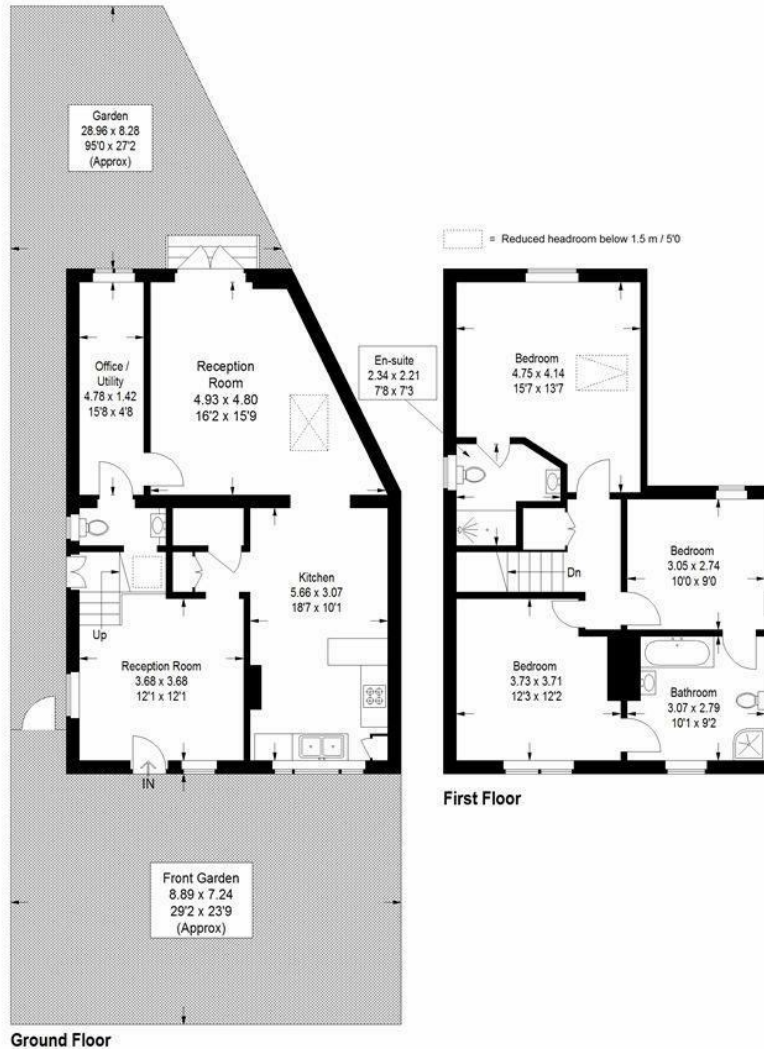 Garden
28.96 x 8.28
95'0 x 27'2
(Approx)
= Reduced headroom below 1.5 m / 5'0
Office /
Utility
4.78 x 1.42
15'8 x 4'8
Reception
Room
4.93 x 4.80
16'2 x 15'9
En-suite
2.34 x 2.21
7'8 x 7'3
Bedroom
4.75 x 4.14
15'7 x 13'7
Kitchen
5.66 x 3.07
18'7 x 10'1
Up
Reception Room
3.68 x 3.68
12'1 x 12'1
IN
Dn
Bedroom
3.05 x 2.74
10'0 x 9'0
Bedroom
3.73 x 3.71
12'3 x 12'2
Bathroom
3.07 x 2.79
10'1 x 9'2
First Floor
Front Garden
8.89 x 7.24
29'2 x 23'9
(Approx)
Ground Floor